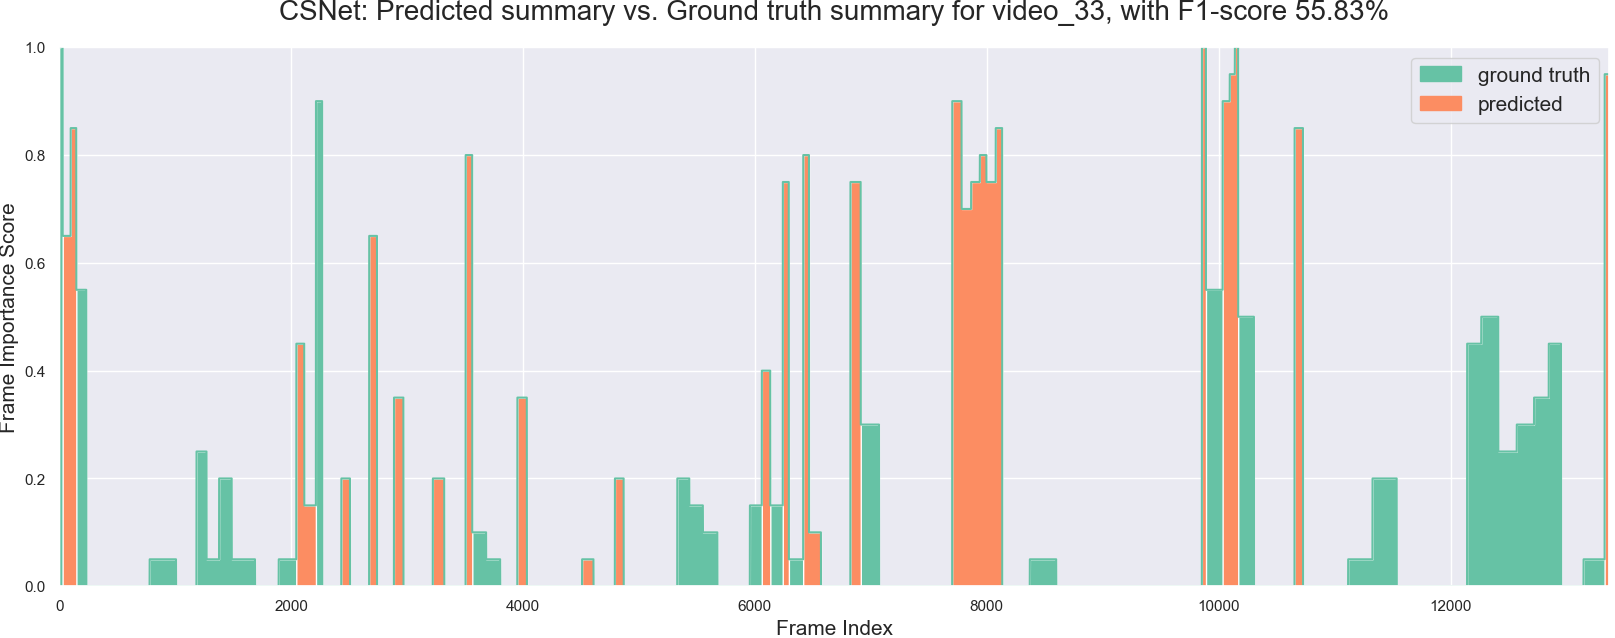 CSNet: Predicted summary vs. Ground truth summary for video_33, with F1-score 55.83%
ground truth
predicted
Frame Importance Score
1.0
0.8
0.6
0.4
0.2
0.0
0 2000 4000 6000 8000 10000 12000
Frame Index